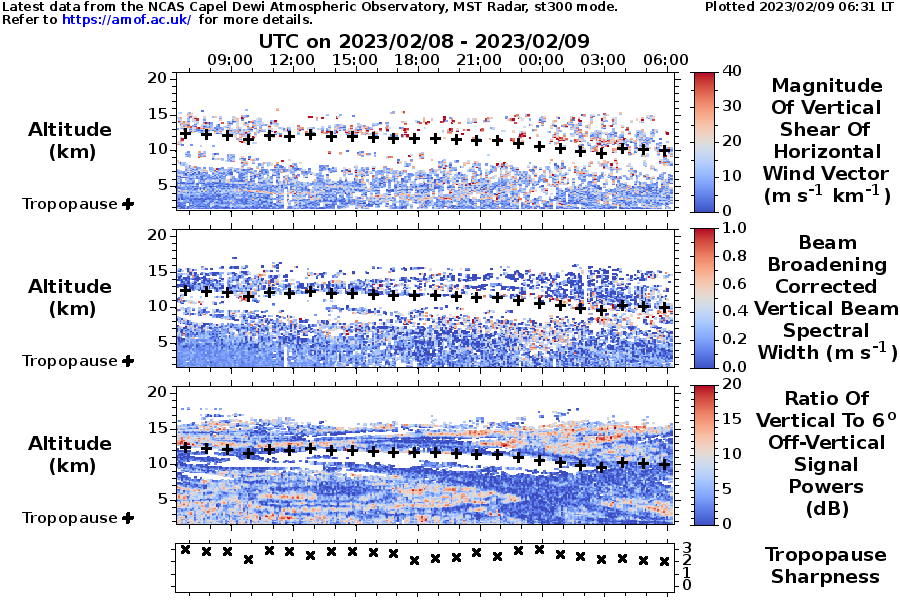 Latest data from the NCAS Capel Dewi Atmospheric Observatory, MST Radar, st300 mode.
Plotted 2023/02/09 06:31 LT
Refer to https://amof.ac.uk/ for more details.
UTC on 2023/02/08 - 2023/02/09
09:00 12:00 15:00 18:00 21:00 00:00 03:00 06:00
20
15
10
5
Altitude
(km)
Tropopause
40
30
20
10
0
Magnitude
Of Vertical
Shear Of
Horizontal
Wind Vector
(m s-1 km-1)
20
15
10
5
Altitude
(km)
Tropopause
1.0
0.8
0.6
0.4
0.2
0.0
Beam
Broadening
Corrected
Vertical Beam
Spectral
Width (m s-1)
20
15
10
5
Altitude
(km)
Tropopause
20
15
10
5
0
Ratio Of
Vertical To 6o
Off-Vertical
Signal
Powers
(dB)
3
2
1
0
Tropopause
Sharpness